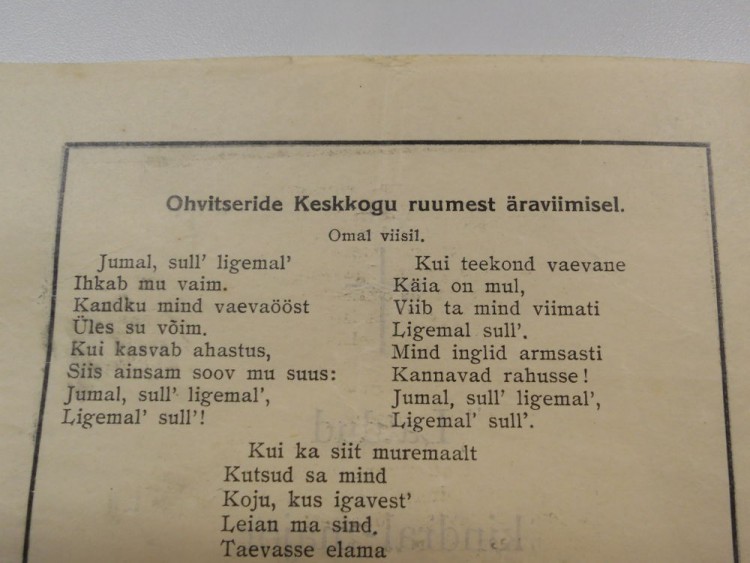 Ohvitseride Keskkogu ruumest äraviimisel.
Omal viisil.
Jumal, sull' ligemal'
Ihkab mu vaim.
Kandku mind vaevaööst
Üles su võim.
Kui kasvab ahastus,
Siis ainsam soov mu suus:
Jumal, sull' ligemal',
Ligemal' sull'!
Kui teekond vaevane
Käia on mul,
Viib ta mind viimati
Ligemal sull'.
Mind inglid armsasti
Kannavad rahusse!
Jumal, sull' ligemal',
Ligemal' sull'.
Kui ka siit muremaalt
Kutsud sa mind
Koju, kus igavest'
Leian ma sind.
Taevasse elama